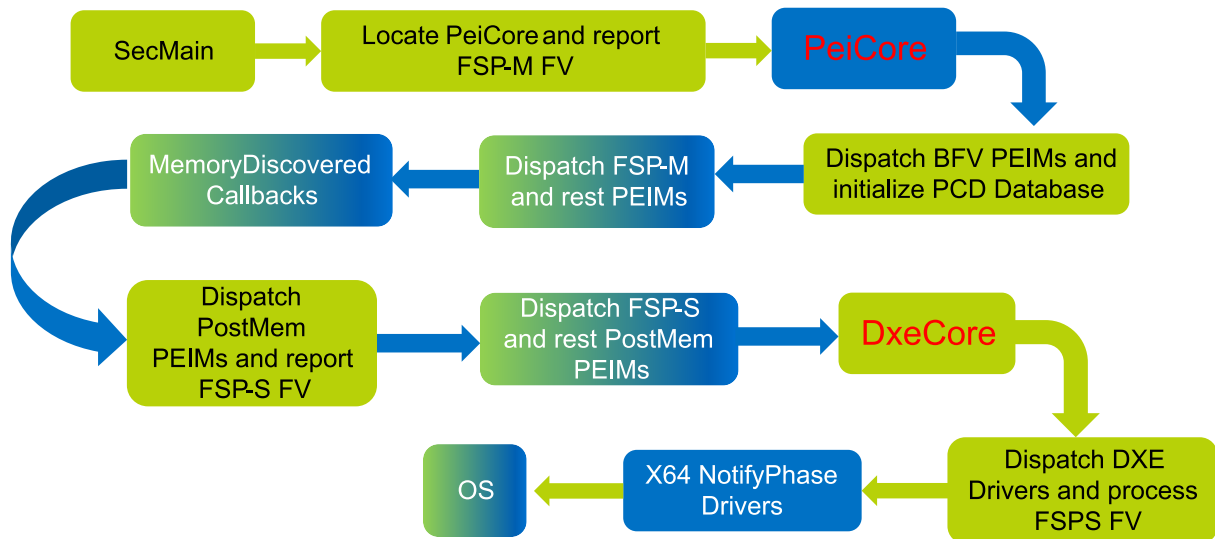 SecMain
Locate PeiCore and report
FSP-M FV
PeiCore
Dispatch BFV PEIMs and
initialize PCD Database
Dispatch FSP-M
and rest PEIMs
MemoryDiscovered
Callbacks
Dispatch
PostMem
PEIMs and report
FSP-S FV
Dispatch FSP-S
and rest PostMem
PEIMs
DxeCore
Dispatch DXE
Drivers and process
FSPS FV
X64 NotifyPhase
Drivers
OS